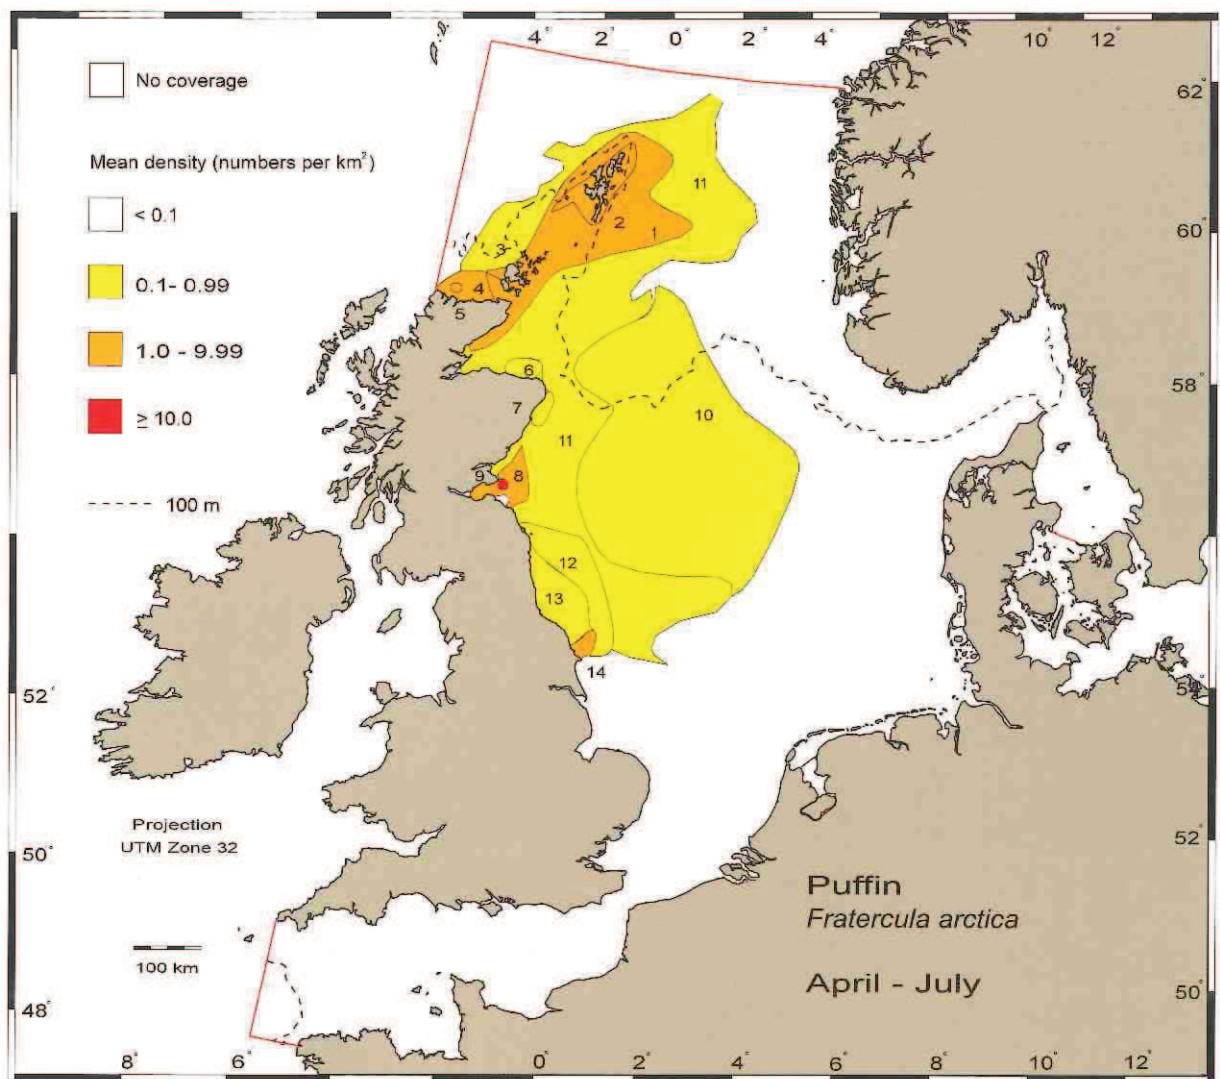 4° 2° 0° 2° 4° 10° 12°
No coverage
62°
Mean density (numbers per km²)
< 0.1
0.1- 0.99
1.0 - 9.99
≥ 10.0
100 m
11
2
1
60°
3
4
5
58°
6
7
10
11
9 8
12
13
14
52°
54°
Projection
UTM Zone 32
50°
52°
Puffin
Fratercula arctica
100 km
April - July
48°
50°
8° 6° 0° 2° 4° 6° 8° 10° 12°